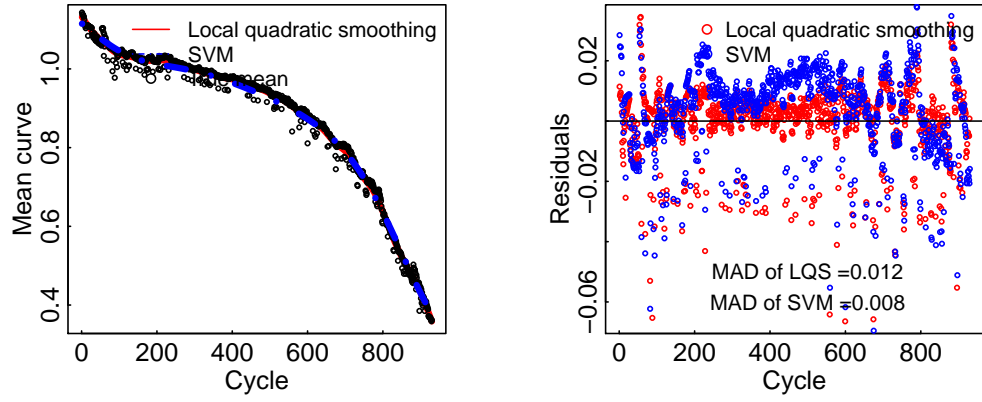 Local quadratic smoothing
SVM
mean
1.0
0.8
0.6
0.4
Mean curve
0 200 400 600 800
Cycle
Local quadratic smoothing
SVM
0.02
−0.02
−0.06
Residuals
MAD of LQS =0.012
MAD of SVM =0.008
0 200 400 600 800
Cycle